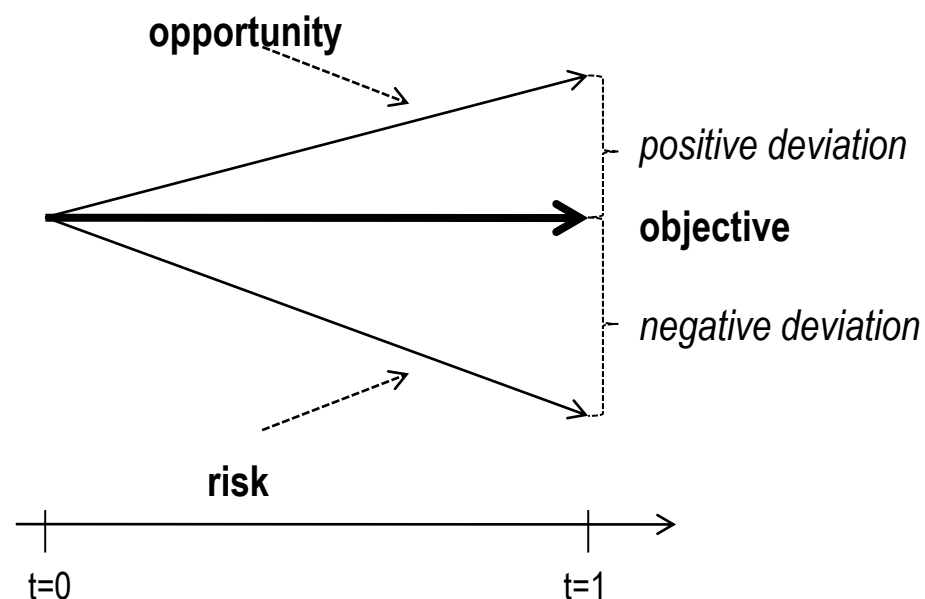 opportunity
positive deviation
objective
negative deviation
risk
t=0
t=1